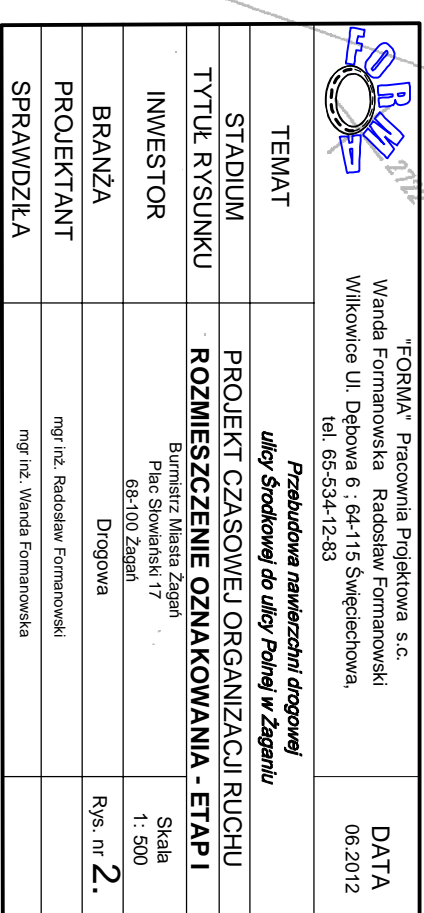 FORMA
2722
"FORMA" Pracownia Projektowa s.c.
Wanda Formanowska Radosław Formanowski
Wilkowice Ul. Dębowa 6 ; 64-115 Święciechowa,
tel. 65-534-12-83
DATA
06.2012
TEMAT
Przebudowa nawierzchni drogowej
ulicy Środkowej do ulicy Polnej w Żaganiu
STADIUM
PROJEKT CZASOWEJ ORGANIZACJI RUCHU
TYTUŁ RYSUNKU
ROZMIESZCZENIE OZNAKOWANIA - ETAP I
INWESTOR
Burmistrz Miasta Żagań
Plac Słowiański 17
68-100 Żagań
Skala
1: 500
BRANŻA
Drogowa
Rys. nr 2.
PROJEKTANT
mgr inż. Radosław Formanowski
SPRAWDZIŁA
mgr inż. Wanda Formanowska